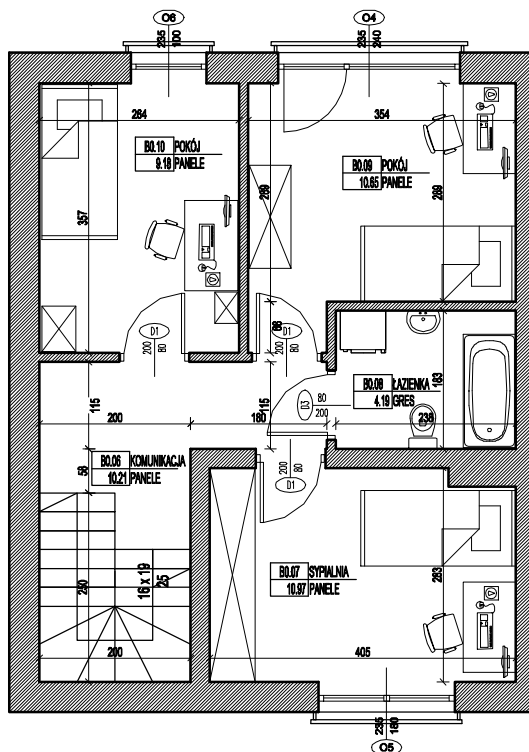 O6
O4
235
100
235
240
264
354
B0.10 POKÓJ
9.18 PANELE
B0.09 POKÓJ
10.65 PANELE
357
269
269
66
D1
200
80
D1
200
80
115
200
180
115
D3
80
200
B0.08 ŁAZIENKA
4.19 GRES
183
238
B0.06 KOMUNIKACJA
10.21 PANELE
58
200
80
D1
250
16 x 19
25
B0.07 SYPIALNIA
10.97 PANELE
283
200
405
235
180
O5